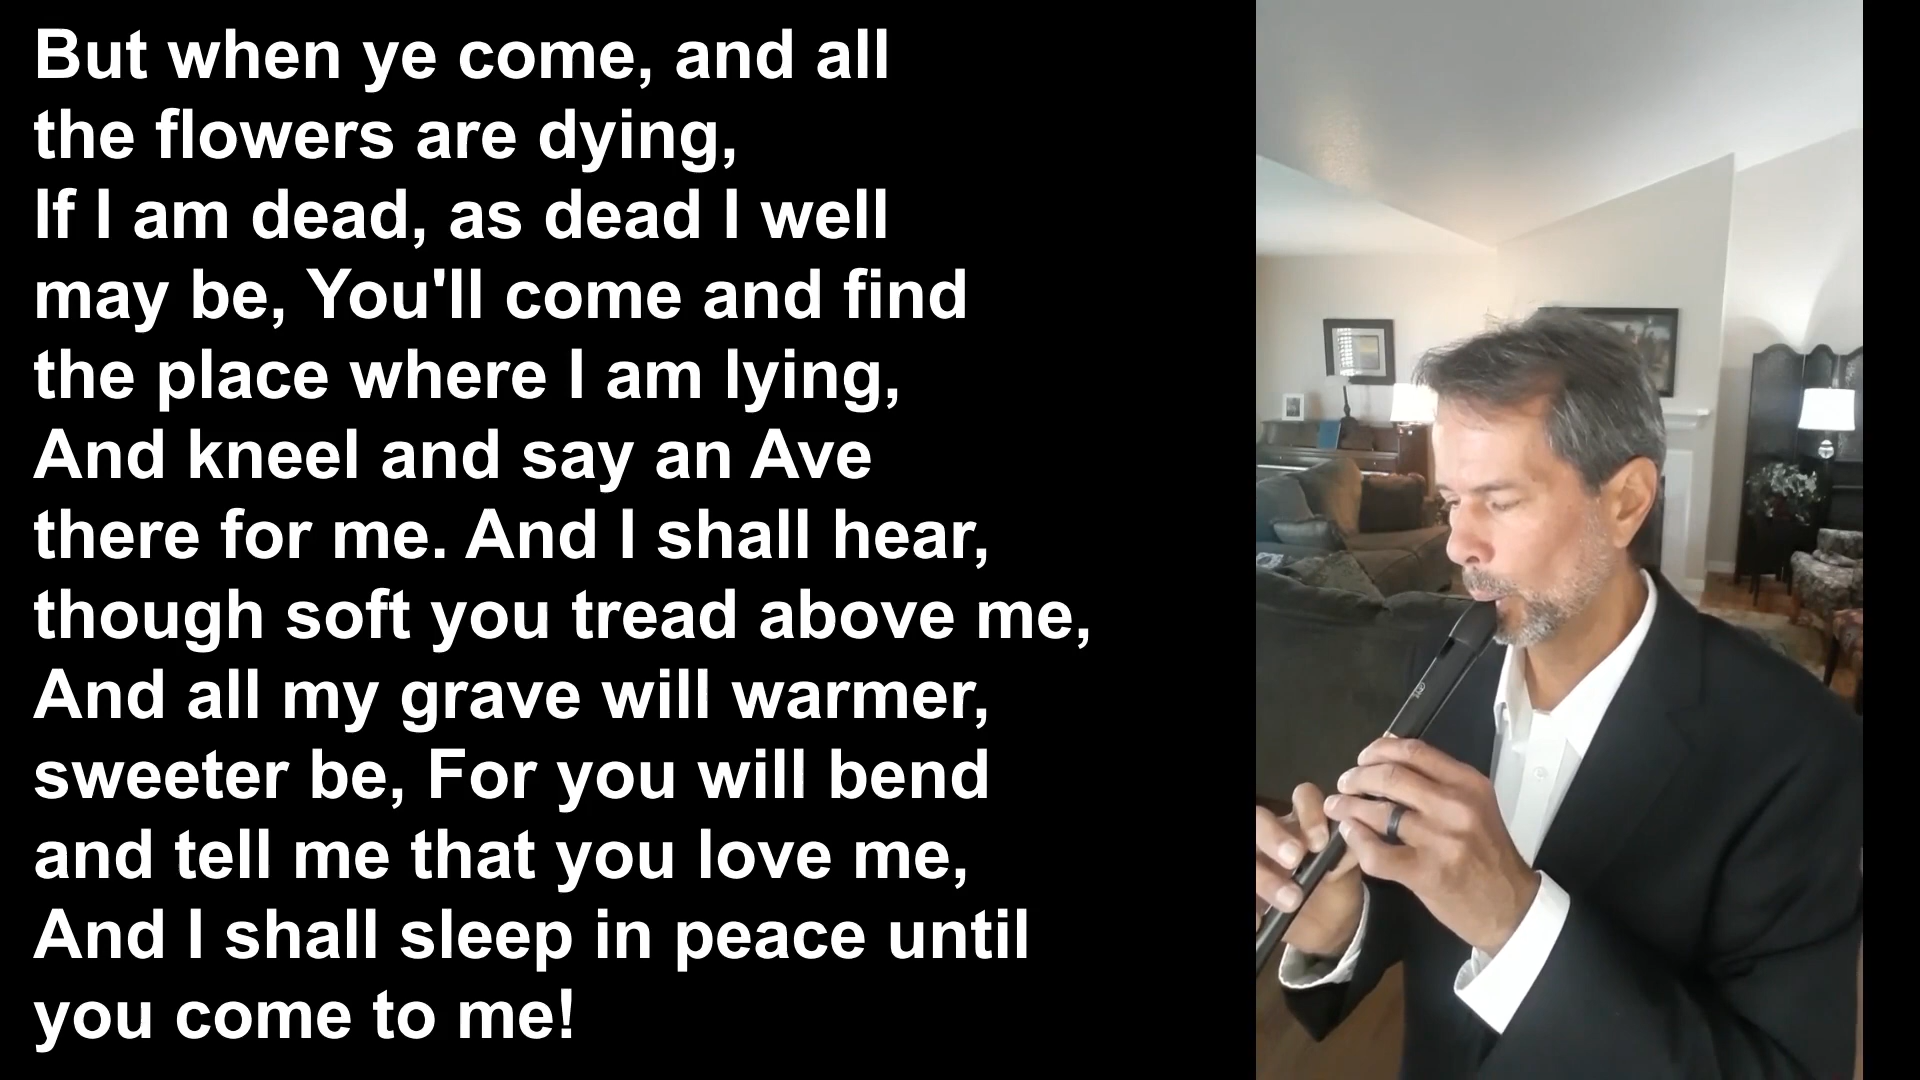 But when ye come, and all
the flowers are dying,
If I am dead, as dead I well
may be, You'll come and find
the place where I am lying,
And kneel and say an Ave
there for me. And I shall hear,
though soft you tread above me,
And all my grave will warmer,
sweeter be, For you will bend
and tell me that you love me,
And I shall sleep in peace until
you come to me!